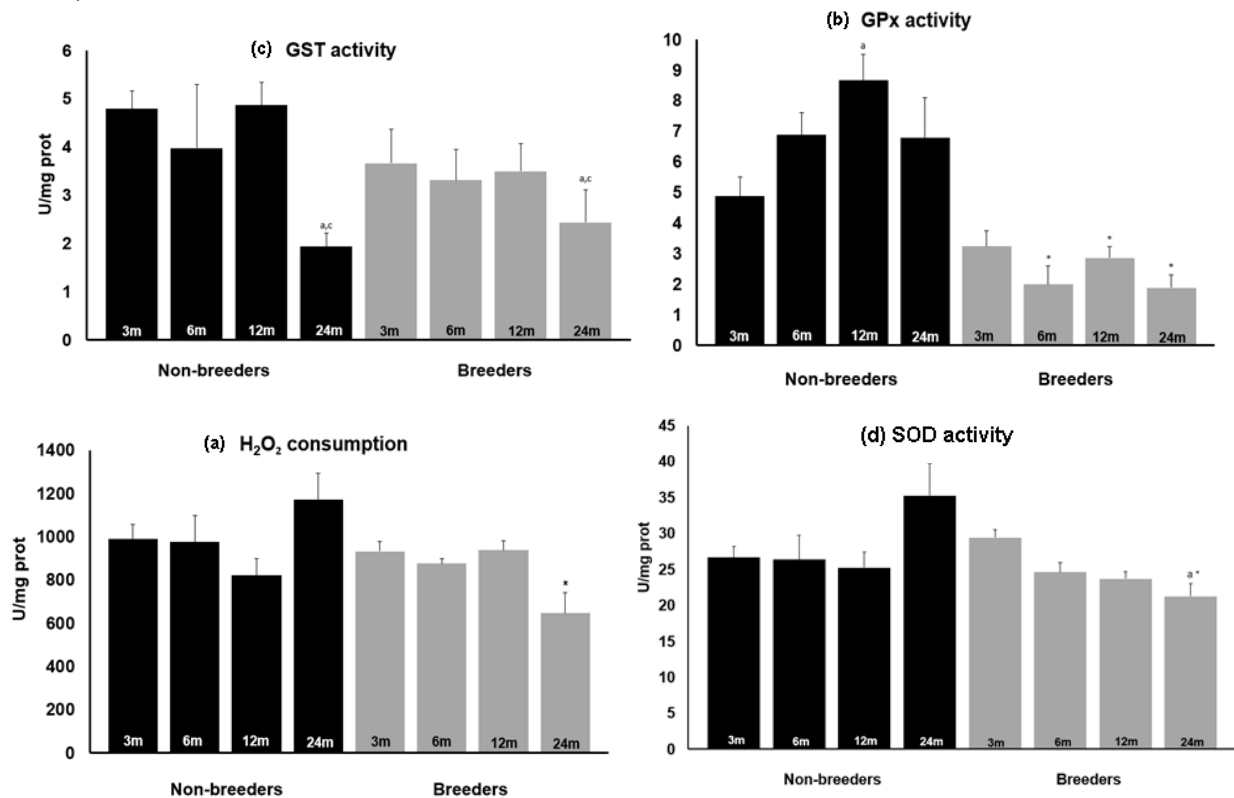 (c) GST activity
U/mg prot
6
5
4
3
2
1
0
a,c
a,c
3m 6m 12m 24m 3m 6m 12m 24m
Non-breeders Breeders
(b) GPx activity
10
9
8
7
6
5
4
3
2
1
0
a
* * *
3m 6m 12m 24m 3m 6m 12m 24m
Non-breeders Breeders
(a) H₂O₂ consumption
U/mg prot
1400
1200
1000
800
600
400
200
0
*
3m 6m 12m 24m 3m 6m 12m 24m
Non-breeders Breeders
(d) SOD activity
U/mg prot
45
40
35
30
25
20
15
10
5
0
a *
3m 6m 12m 24m 3m 6m 12m 24m
Non-breeders Breeders